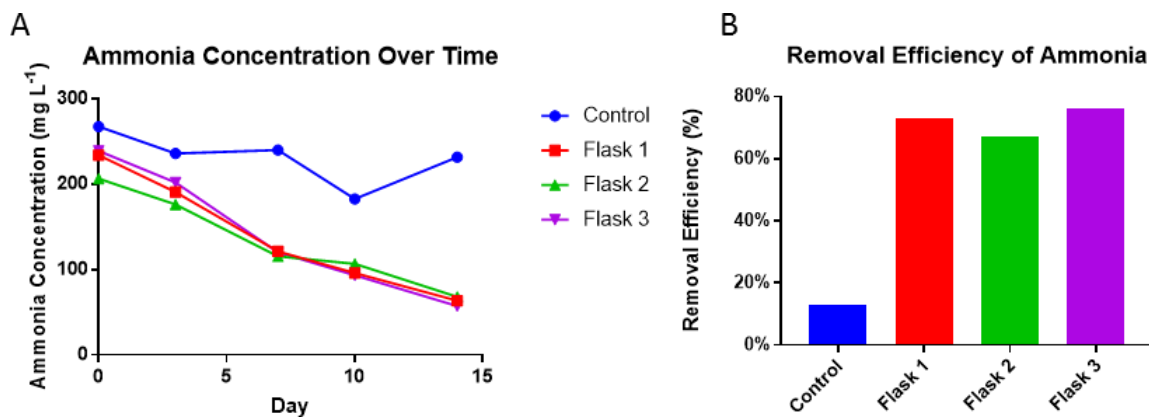 A
Ammonia Concentration Over Time
Ammonia Concentration (mg L⁻¹)
300
200
100
0
0
5
10
15
Day
Control
Flask 1
Flask 2
Flask 3
B
Removal Efficiency of Ammonia
Removal Efficiency (%)
80%
60%
40%
20%
0%
Control
Flask 1
Flask 2
Flask 3